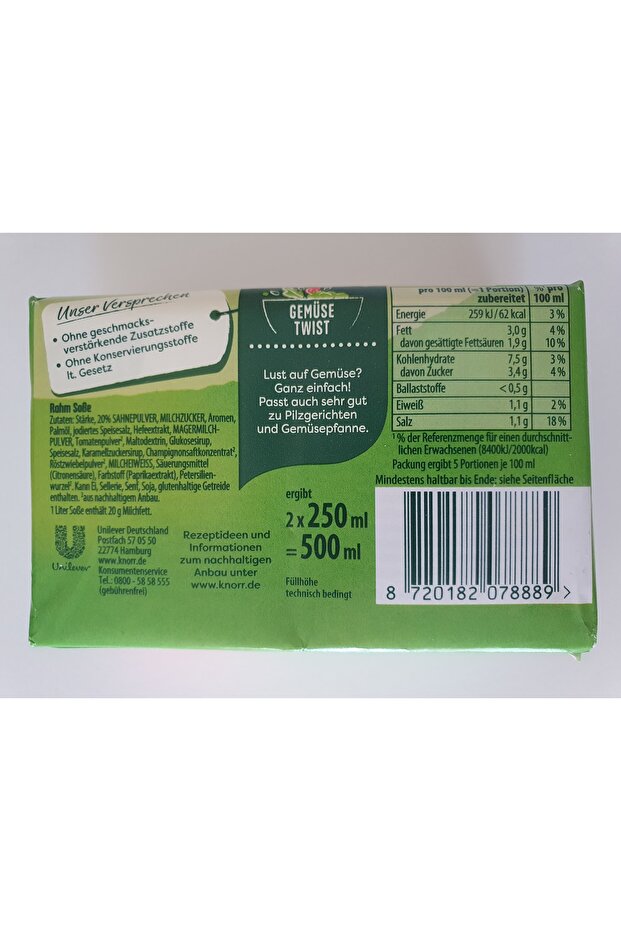 Unser Versprechen
• Ohne geschmacks-
verstärkende Zusatzstoffe
• Ohne Konservierungsstoffe
lt. Gesetz
GEMÜSE
TWIST
Lust auf Gemüse?
Ganz einfach!
Passt auch sehr gut
zu Pilzgerichten
und Gemüsepfanne.
Rahm Soße
Zutaten: Stärke, 20% SAHNEPULVER, MILCHZUCKER, Aromen,
Palmöl, jodiertes Speisesalz, Hefeextrakt, MAGERMILCH-
PULVER, Tomatenpulver², Maltodextrin, Glukosesirup,
Speisesalz, Karamellzuckersirup, Champignonsaftkonzentrat²,
Röstzwiebelpulver², MILCHEIWEISS, Säuerungsmittel
(Citronensäure), Farbstoff (Paprikaextrakt), Petersilien-
wurzel². Kann Ei, Sellerie, Senf, Soja, glutenhaltige Getreide
enthalten. ²aus nachhaltigem Anbau.
1 Liter Soße enthält 20 g Milchfett.
Unilever
Unilever Deutschland
Postfach 57 05 50
22774 Hamburg
www.knorr.de
Konsumentenservice
Tel.: 0800 - 58 58 555
(gebührenfrei)
Rezeptideen und
Informationen
zum nachhaltigen
Anbau unter
www.knorr.de
ergibt
2 x 250 ml
= 500 ml
Füllhöhe
technisch bedingt
pro 100 ml (=1 Portion) % pro
zubereitet 100 ml
Energie 259 kJ / 62 kcal 3 %
Fett 3,0 g 4 %
davon gesättigte Fettsäuren 1,9 g 10 %
Kohlenhydrate 7,5 g 3 %
davon Zucker 3,4 g 4 %
Ballaststoffe < 0,5 g
Eiweiß 1,1 g 2 %
Salz 1,1 g 18 %
¹ % der Referenzmenge für einen durchschnitt-
lichen Erwachsenen (8400kJ/2000kcal)
Packung ergibt 5 Portionen je 100 ml
Mindestens haltbar bis Ende: siehe Seitenfläche
8 720182 078889 >